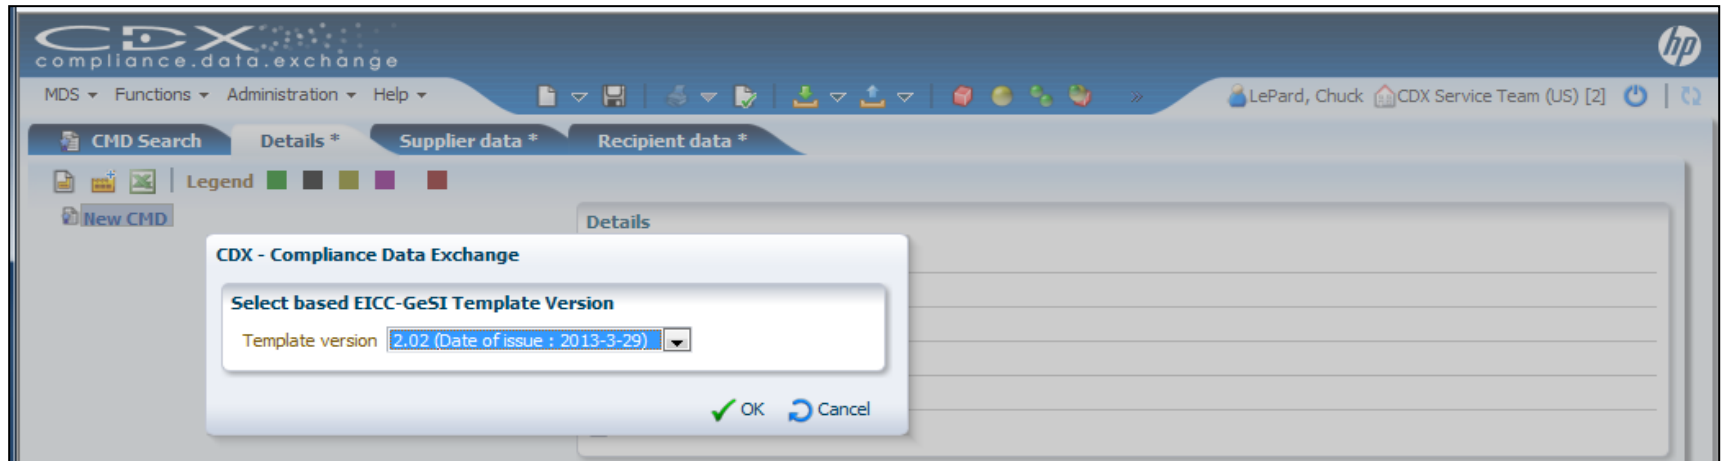 CDX
compliance.data.exchange
hp
MDS Functions Administration Help
LePard, Chuck CDX Service Team (US) [2]
CMD Search Details * Supplier data * Recipient data *
Legend
New CMD
Details
CDX - Compliance Data Exchange
Select based EICC-GeSI Template Version
Template version 2.02 (Date of issue : 2013-3-29)
OK Cancel